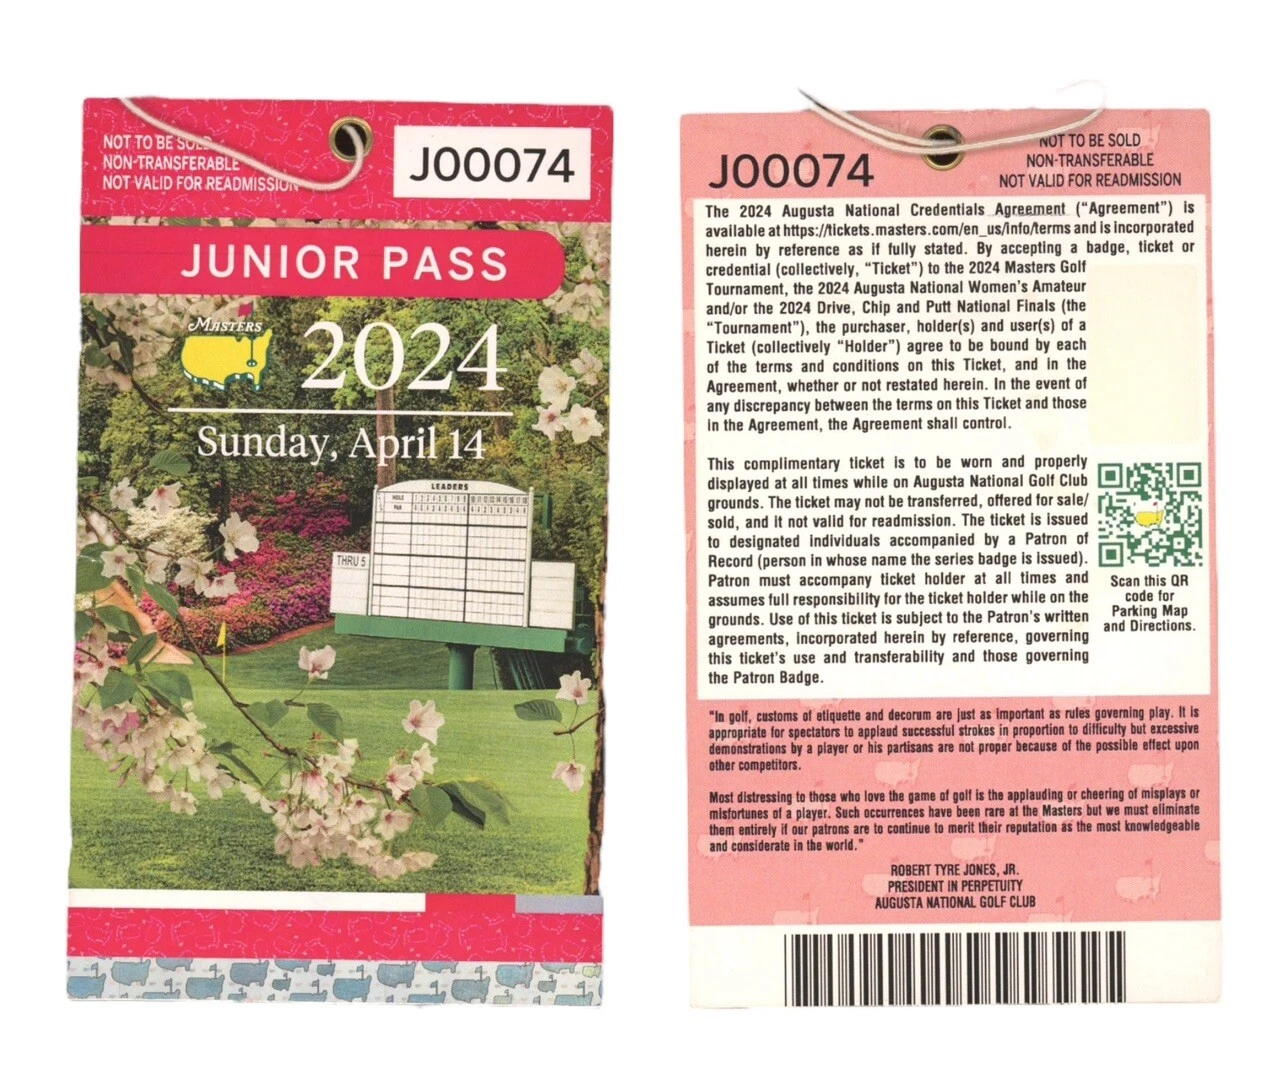 NOT TO BE SOLD
NON-TRANSFERABLE
NOT VALID FOR READMISSION
J00074
JUNIOR PASS
MASTERS
2024
Sunday, April 14
LEADERS
HOLE 1 2 3 4 5 6 7 8 9 10 11 12 13 14 15 16 17 18
PAR
THRU 5
J00074
NOT TO BE SOLD
NON-TRANSFERABLE
NOT VALID FOR READMISSION
The 2024 Augusta National Credentials Agreement (“Agreement”) is
available at https://tickets.masters.com/en_us/info/terms and is incorporated
herein by reference as if fully stated. By accepting a badge, ticket or
credential (collectively, “Ticket”) to the 2024 Masters Golf
Tournament, the 2024 Augusta National Women’s Amateur
and/or the 2024 Drive, Chip and Putt National Finals (the
“Tournament”), the purchaser, holder(s) and user(s) of a
Ticket (collectively “Holder”) agree to be bound by each
of the terms and conditions on this Ticket, and in the
Agreement, whether or not restated herein. In the event of
any discrepancy between the terms on this Ticket and those
in the Agreement, the Agreement shall control.
This complimentary ticket is to be worn and properly
displayed at all times while on Augusta National Golf Club
grounds. The ticket may not be transferred, offered for sale/
sold, and it not valid for readmission. The ticket is issued
to designated individuals accompanied by a Patron of
Record (person in whose name the series badge is issued).
Patron must accompany ticket holder at all times and
assumes full responsibility for the ticket holder while on the
grounds. Use of this ticket is subject to the Patron’s written
agreements, incorporated herein by reference, governing
this ticket’s use and transferability and those governing
the Patron Badge.
Scan this QR
code for
Parking Map
and Directions.
"In golf, customs of etiquette and decorum are just as important as rules governing play. It is
appropriate for spectators to applaud successful strokes in proportion to difficulty but excessive
demonstrations by a player or his partisans are not proper because of the possible effect upon
other competitors.
Most distressing to those who love the game of golf is the applauding or cheering of misplays or
misfortunes of a player. Such occurrences have been rare at the Masters but we must eliminate
them entirely if our patrons are to continue to merit their reputation as the most knowledgeable
and considerate in the world."
ROBERT TYRE JONES, JR.
PRESIDENT IN PERPETUITY
AUGUSTA NATIONAL GOLF CLUB